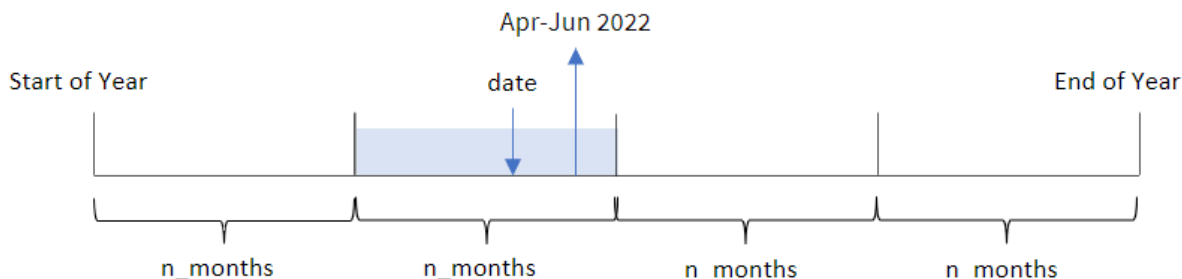 Apr-Jun 2022
Start of Year
date
End of Year
n_months
n_months
n_months
n_months